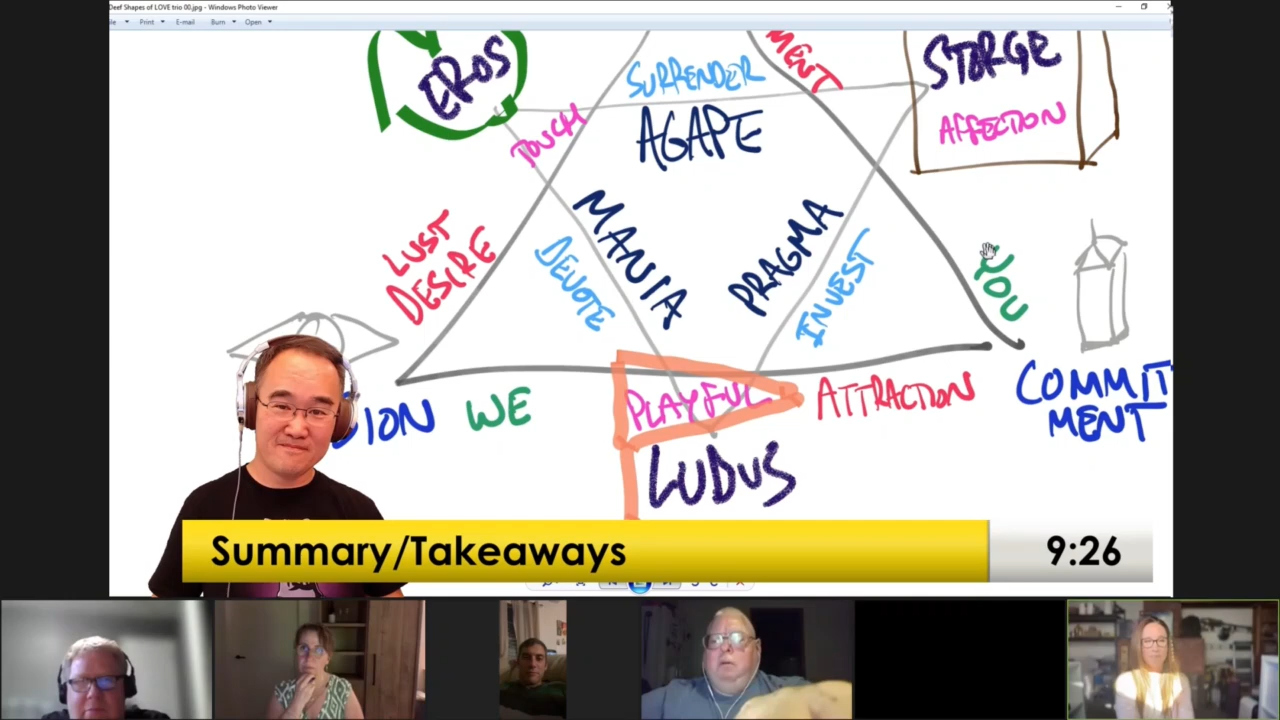 Deef Shapes of LOVE trio 00.jpg - Windows Photo Viewer
Print
E-mail
Burn
Open
EROS
SURRENDER
MENT
STORGE
TOUCH
AGAPE
AFFECTION
LUST
DESIRE
MANIA
DEVOTE
PRAGMA
INVEST
YOU
WE
PLAYFUL
ATTRACTION
COMMIT
MENT
LUDUS
Summary/Takeaways
9:26